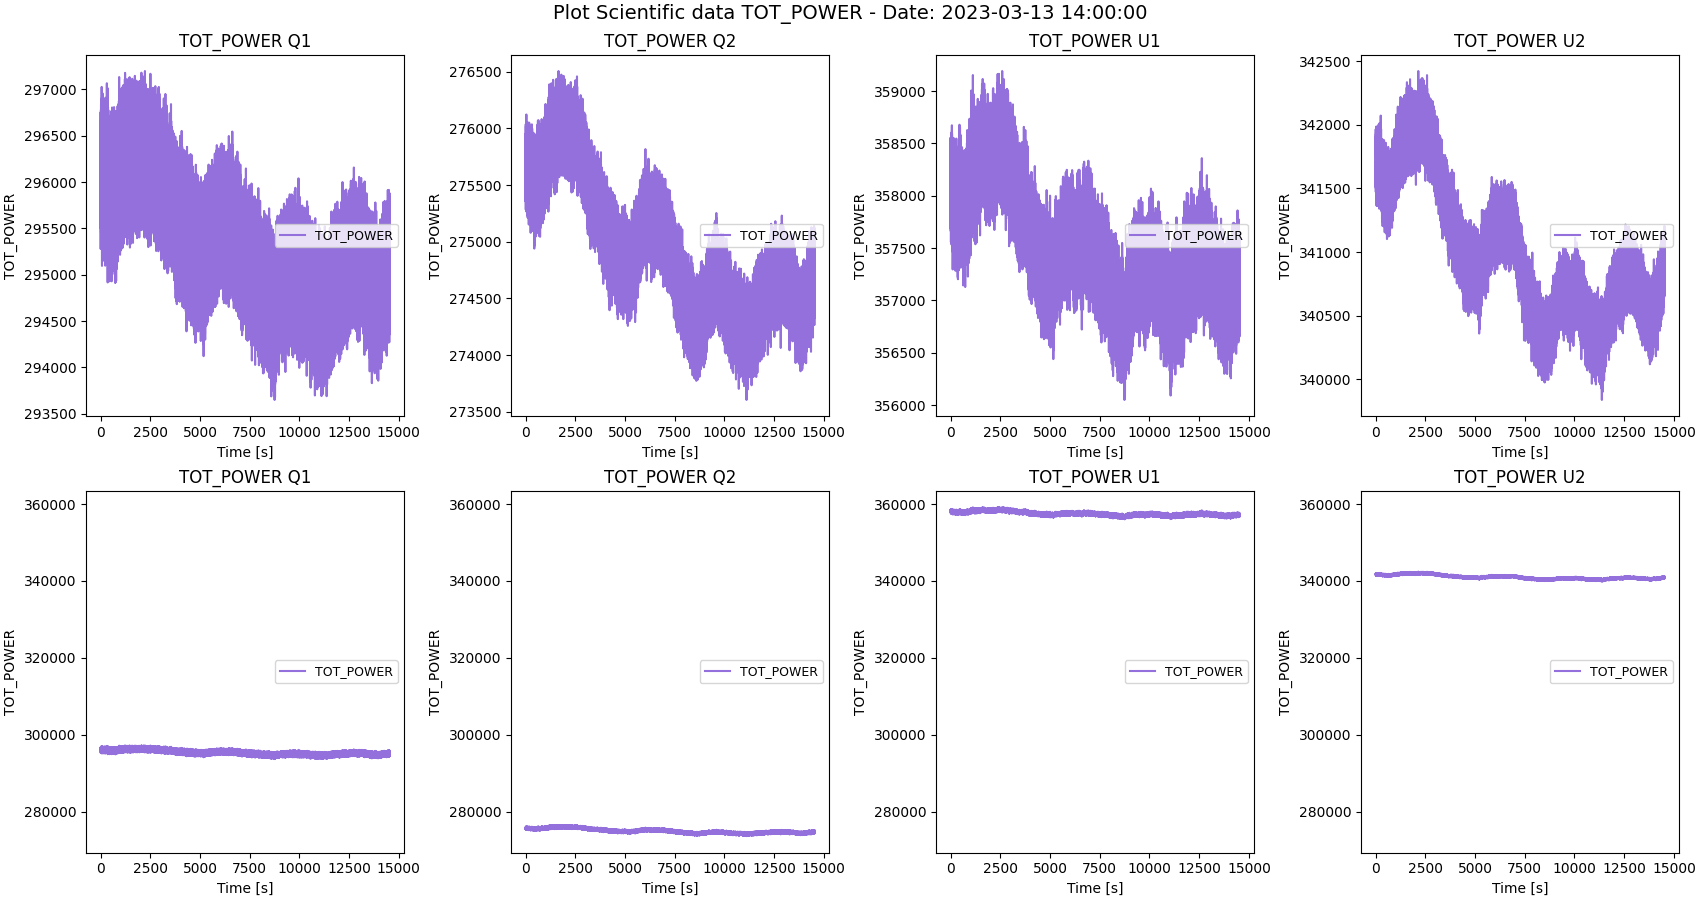 Plot Scientific data TOT_POWER - Date: 2023-03-13 14:00:00
TOT_POWER Q1
TOT_POWER
297000
296500
296000
295500
295000
294500
294000
293500
TOT_POWER
0 2500 5000 7500 10000 12500 15000
Time [s]
TOT_POWER Q2
TOT_POWER
276500
276000
275500
275000
274500
274000
273500
TOT_POWER
0 2500 5000 7500 10000 12500 15000
Time [s]
TOT_POWER U1
TOT_POWER
359000
358500
358000
357500
357000
356500
356000
TOT_POWER
0 2500 5000 7500 10000 12500 15000
Time [s]
TOT_POWER U2
TOT_POWER
342500
342000
341500
341000
340500
340000
TOT_POWER
0 2500 5000 7500 10000 12500 15000
Time [s]
TOT_POWER Q1
TOT_POWER
360000
340000
320000
300000
280000
TOT_POWER
0 2500 5000 7500 10000 12500 15000
Time [s]
TOT_POWER Q2
TOT_POWER
360000
340000
320000
300000
280000
TOT_POWER
0 2500 5000 7500 10000 12500 15000
Time [s]
TOT_POWER U1
TOT_POWER
360000
340000
320000
300000
280000
TOT_POWER
0 2500 5000 7500 10000 12500 15000
Time [s]
TOT_POWER U2
TOT_POWER
360000
340000
320000
300000
280000
TOT_POWER
0 2500 5000 7500 10000 12500 15000
Time [s]